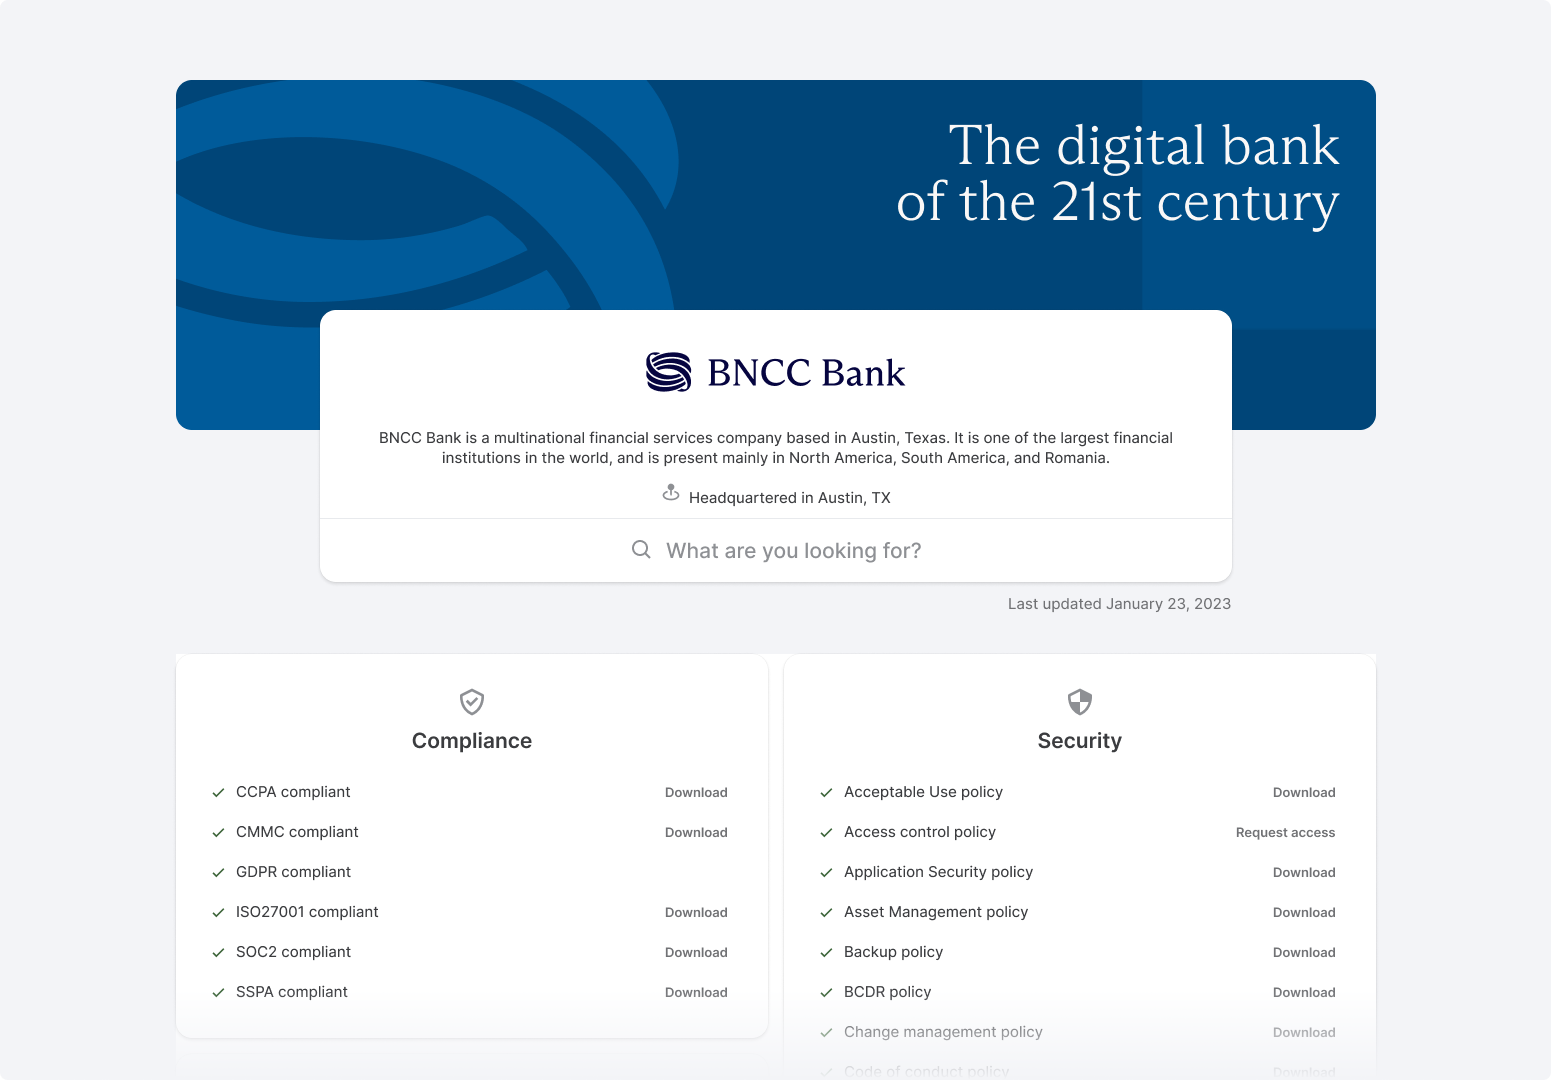 The digital bank
of the 21st century
BNCC Bank
BNCC Bank is a multinational financial services company based in Austin, Texas. It is one of the largest financial
institutions in the world, and is present mainly in North America, South America, and Romania.
Headquartered in Austin, TX
What are you looking for?
Last updated January 23, 2023
Compliance
CCPA compliant Download
CMMC compliant Download
GDPR compliant
ISO27001 compliant Download
SOC2 compliant Download
SSPA compliant Download
Security
Acceptable Use policy Download
Access control policy Request access
Application Security policy Download
Asset Management policy Download
Backup policy Download
BCDR policy Download
Change management policy Download
Code of conduct policy Download